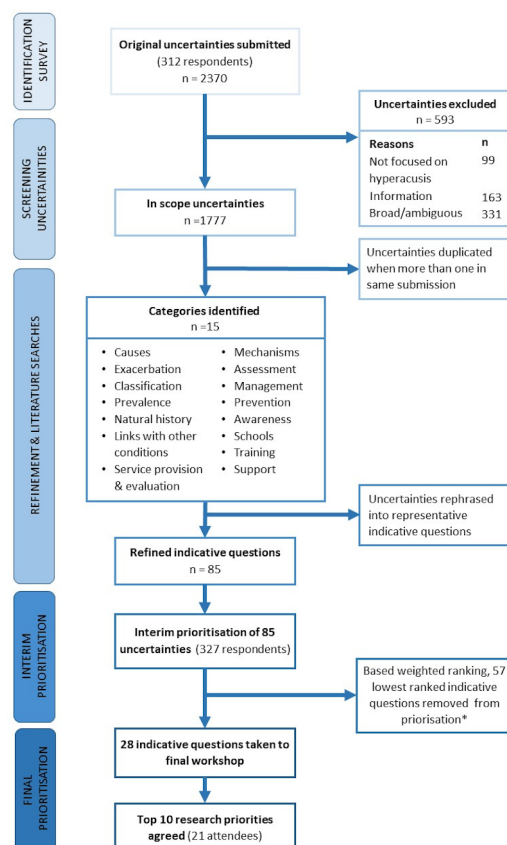 IDENTIFICATION
SURVEY
Original uncertainties submitted
(312 respondents)
n = 2370
Uncertainties excluded
n = 593
Reasons n
Not focused on 99
hyperacusis
Information 163
Broad/ambiguous 331
SCREENING
UNCERTAINITIES
In scope uncertainties
n =1777
Uncertainties duplicated
when more than one in
same submission
REFINEMENT & LITERATURE SEARCHES
Categories identified
n =15
• Causes
• Exacerbation
• Classification
• Prevalence
• Natural history
• Links with other
conditions
• Service provision
& evaluation
• Mechanisms
• Assessment
• Management
• Prevention
• Awareness
• Schools
• Training
• Support
Uncertainties rephrased
into representative
indicative questions
Refined indicative questions
n = 85
INTERIM
PRIORITISATION
Interim prioritisation of 85
uncertainties (327 respondents)
Based weighted ranking, 57
lowest ranked indicative
questions removed from
priorisation*
FINAL
PRIORITISATION
28 indicative questions taken to
final workshop
Top 10 research priorities
agreed (21 attendees)